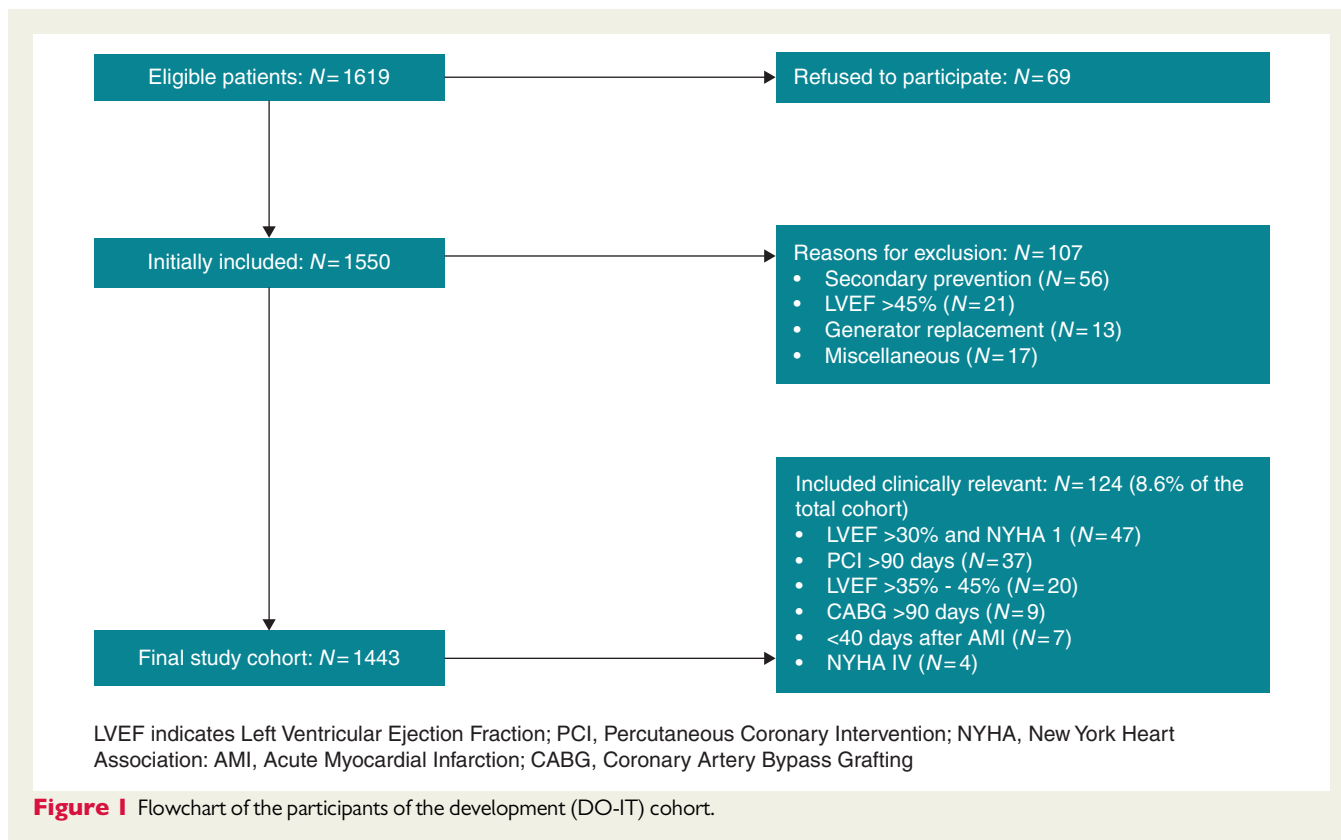 Eligible patients: N=1619
Refused to participate: N=69
Initially included: N=1550
Reasons for exclusion: N=107
• Secondary prevention (N=56)
• LVEF >45% (N=21)
• Generator replacement (N=13)
• Miscellaneous (N=17)
Final study cohort: N=1443
Included clinically relevant: N=124 (8.6% of the
total cohort)
• LVEF >30% and NYHA 1 (N=47)
• PCI >90 days (N=37)
• LVEF >35% - 45% (N=20)
• CABG >90 days (N=9)
• <40 days after AMI (N=7)
• NYHA IV (N=4)
LVEF indicates Left Ventricular Ejection Fraction; PCI, Percutaneous Coronary Intervention; NYHA, New York Heart
Association: AMI, Acute Myocardial Infarction; CABG, Coronary Artery Bypass Grafting
Figure 1 Flowchart of the participants of the development (DO-IT) cohort.